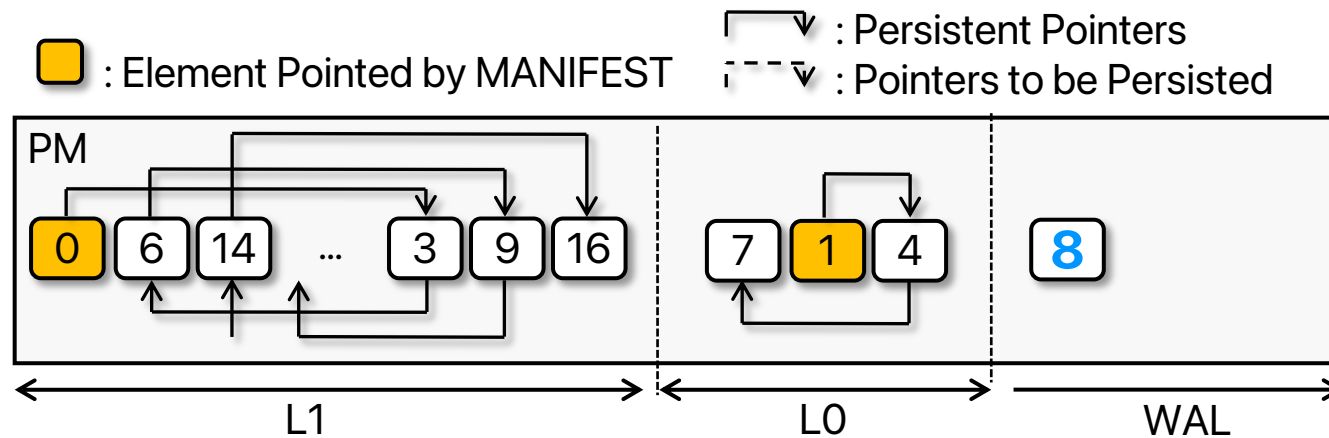 : Element Pointed by MANIFEST
: Persistent Pointers
: Pointers to be Persisted
PM
0 6 14 ... 3 9 16 7 1 4 8
L1 L0 WAL